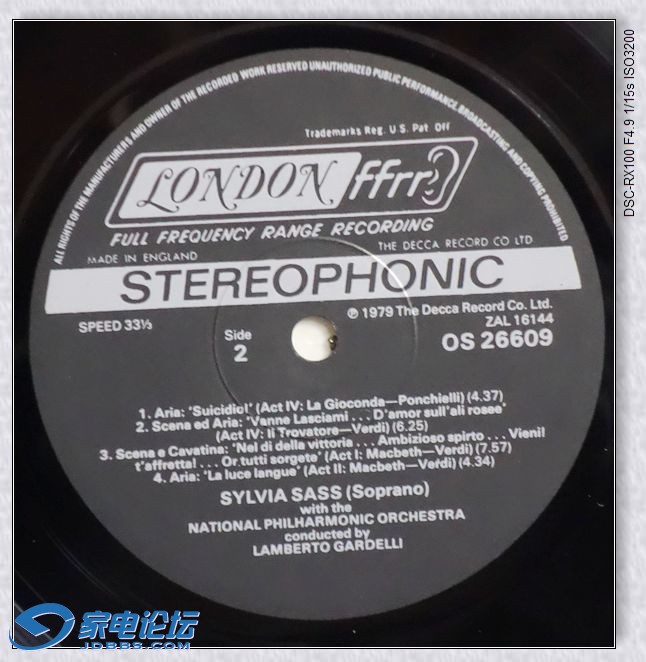 ALL RIGHTS OF THE MANUFACTURERS AND OWNER OF THE RECORDED WORK RESERVED UNAUTHORIZED PUBLIC PERFORMANCE, BROADCASTING AND COPYING PROHIBITED
Trademarks Reg. U.S. Pat. Off
LONDON ffrr
FULL FREQUENCY RANGE RECORDING
MADE IN ENGLAND
THE DECCA RECORD CO LTD
STEREOPHONIC
SPEED 33⅓
℗ 1979 The Decca Record Co. Ltd.
Side
2
ZAL 16144
OS 26609
1. Aria: 'Suicidio!' (Act IV: La Gioconda—Ponchielli) (4.37)
2. Scena ed Aria: 'Vanne Lasciami . . . D'amor sull'ali rosee'
(Act IV: Il Trovatore—Verdi) (6.25)
3. Scena e Cavatina: 'Nel dì della vittoria . . . Ambizioso spirto . . . Vieni!
t'affretta! . . . Or tutti sorgete' (Act I: Macbeth—Verdi) (7.57)
4. Aria: 'La luce langue' (Act II: Macbeth—Verdi) (4.34)
SYLVIA SASS (Soprano)
with the
NATIONAL PHILHARMONIC ORCHESTRA
conducted by
LAMBERTO GARDELLI
DSC-RX100 F4.9 1/15s ISO3200
家电论坛
JDBBS.COM